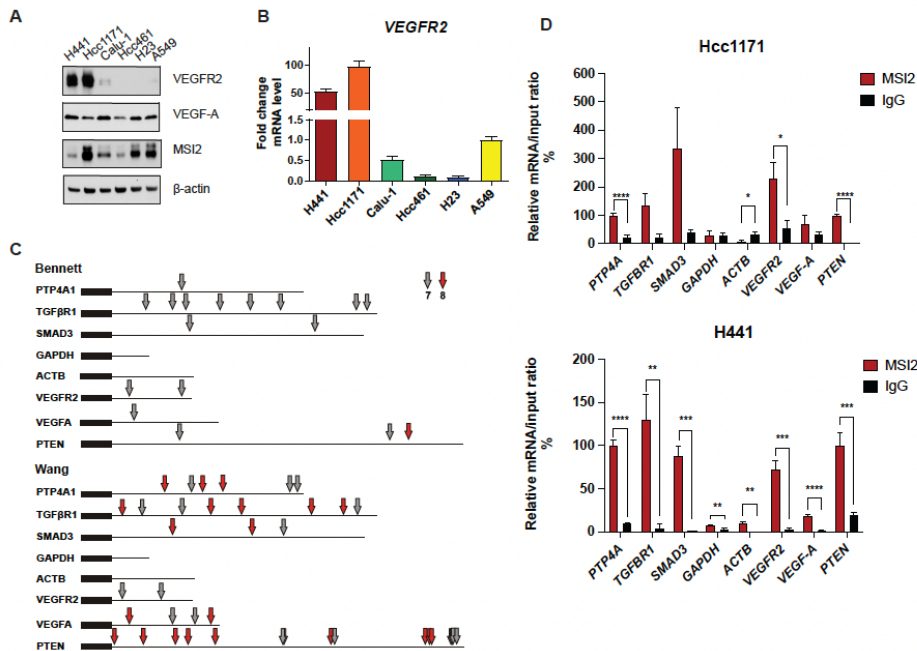 A
H441
Hcc1171
Calu-1
Hcc461
H23
A549
VEGFR2
VEGF-A
MSI2
β-actin
B
VEGFR2
Fold change
mRNA level
100
50
1.0
0.5
0.0
H441
Hcc1171
Calu-1
Hcc461
H23
A549
C
Bennett
PTP4A1
TGFβR1
SMAD3
GAPDH
ACTB
VEGFR2
VEGFA
PTEN
7 8
Wang
PTP4A1
TGFβR1
SMAD3
GAPDH
ACTB
VEGFR2
VEGFA
PTEN
D
Hcc1171
Relative mRNA/input ratio
%
600
500
400
300
200
100
0
**** * * ****
MSI2
IgG
PTP4A
TGFBR1
SMAD3
GAPDH
ACTB
VEGFR2
VEGF-A
PTEN
H441
Relative mRNA/input ratio
%
200
150
100
50
0
**** ** *** ** ** *** **** ***
MSI2
IgG
PTP4A
TGFBR1
SMAD3
GAPDH
ACTB
VEGFR2
VEGF-A
PTEN